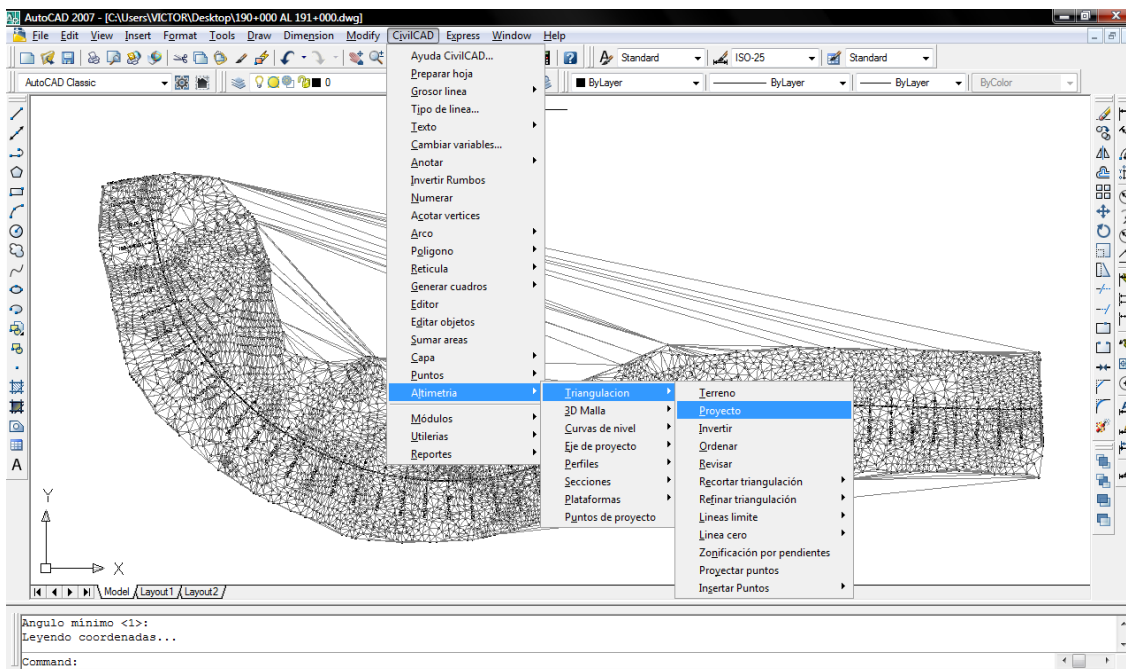 AutoCAD 2007 - [C:\Users\VICTOR\Desktop\190+000 AL 191+000.dwg]
File Edit View Insert Format Tools Draw Dimension Modify CivilCAD Express Window Help
Standard ISO-25 Standard
AutoCAD Classic 0 ByLayer ByLayer ByLayer ByColor
Ayuda CivilCAD...
Preparar hoja
Grosor linea
Tipo de linea...
Texto
Cambiar variables...
Anotar
Invertir Rumbos
Numerar
Acotar vertices
Arco
Poligono
Reticula
Generar cuadros
Editor
Editar objetos
Sumar areas
Capa
Puntos
Altimetria
Módulos
Utilerias
Reportes
Triangulacion
3D Malla
Curvas de nivel
Eje de proyecto
Perfiles
Secciones
Plataformas
Puntos de proyecto
Terreno
Proyecto
Invertir
Ordenar
Revisar
Recortar triangulación
Refinar triangulación
Lineas limite
Linea cero
Zonificación por pendientes
Proyectar puntos
Insertar Puntos
A
Y
X
Model Layout1 Layout2
Angulo mínimo <1>:
Leyendo coordenadas...
Command: